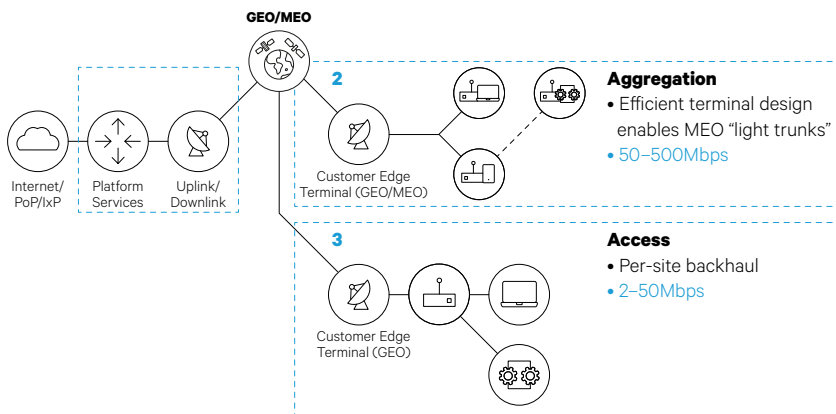 GEO/MEO
Internet/
PoP/IxP
Platform
Services
Uplink/
Downlink
2
Customer Edge
Terminal (GEO/MEO)
Aggregation
• Efficient terminal design
enables MEO “light trunks”
• 50–500Mbps
3
Customer Edge
Terminal (GEO)
Access
• Per-site backhaul
• 2–50Mbps